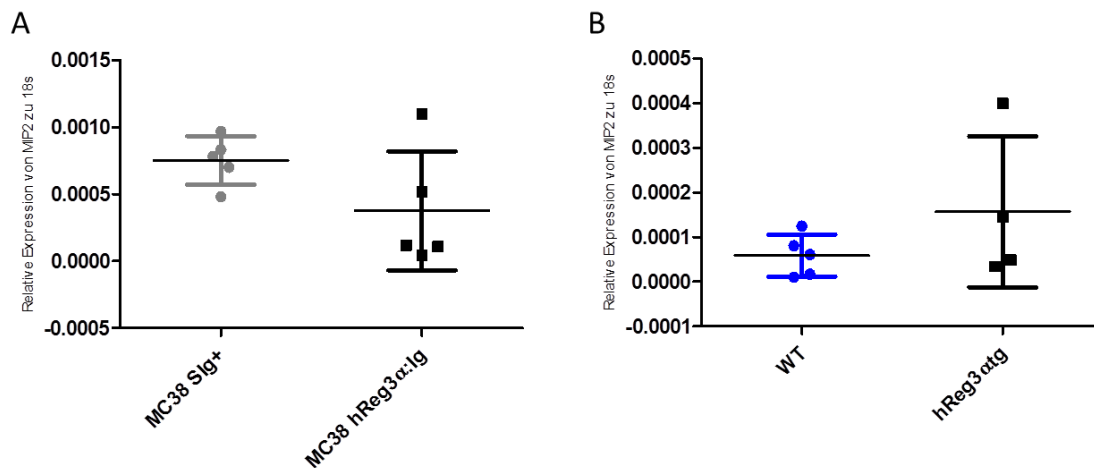 A
Relative Expression von MIP2 zu 18s
0.0015
0.0010
0.0005
0.0000
-0.0005
MC38 SIg+
MC38 hReg3α:Ig
B
Relative Expression von MIP2 zu 18s
0.0005
0.0004
0.0003
0.0002
0.0001
0.0000
-0.0001
WT
hReg3αtg